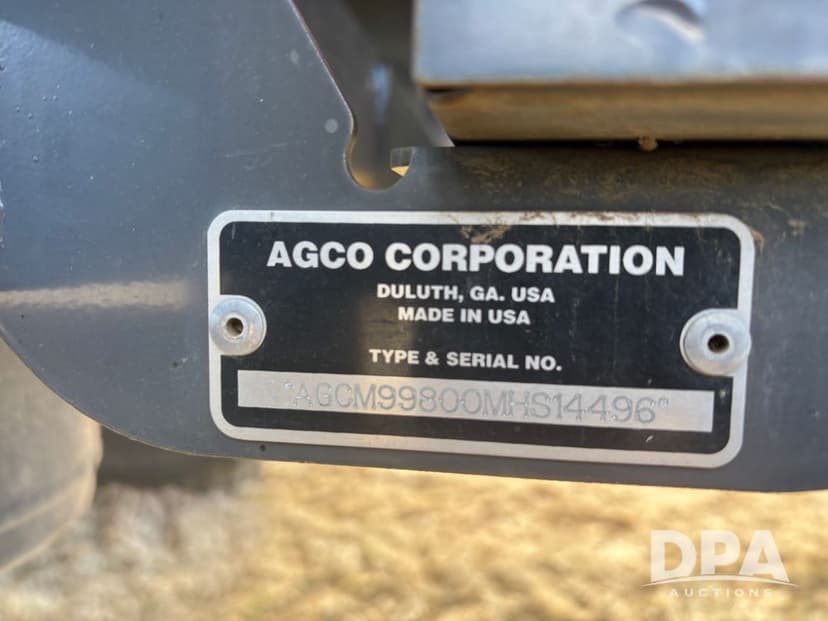 AGCO CORPORATION
DULUTH, GA. USA
MADE IN USA
TYPE & SERIAL NO.
"AGCM99800MHS14496"
DPA
AUCTIONS